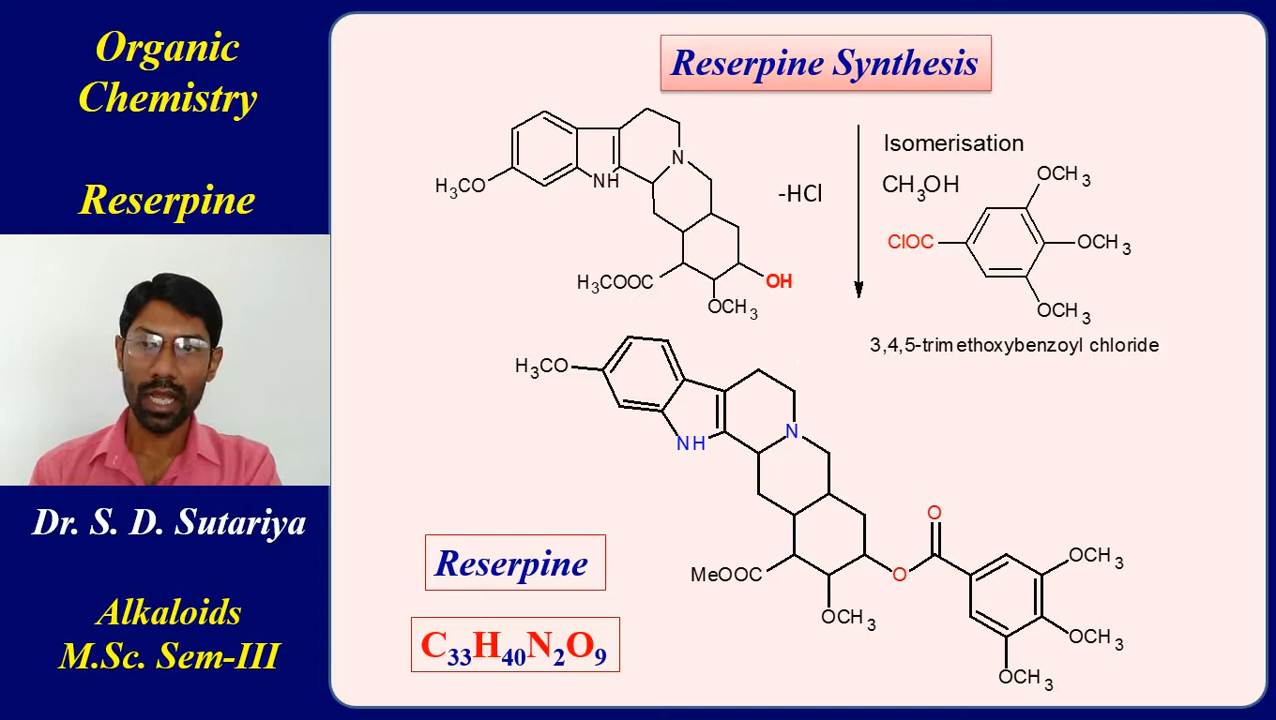 Organic
Chemistry
Reserpine
Dr. S. D. Sutariya
Alkaloids
M.Sc. Sem-III
Reserpine Synthesis
H₃CO
NH
N
H₃COOC
OCH₃
OH
-HCl
Isomerisation
CH₃OH
ClOC
OCH₃
OCH₃
OCH₃
3,4,5-trimethoxybenzoyl chloride
H₃CO
NH
N
MeOOC
OCH₃
O
O
OCH₃
OCH₃
OCH₃
Reserpine
C₃₃H₄₀N₂O₉